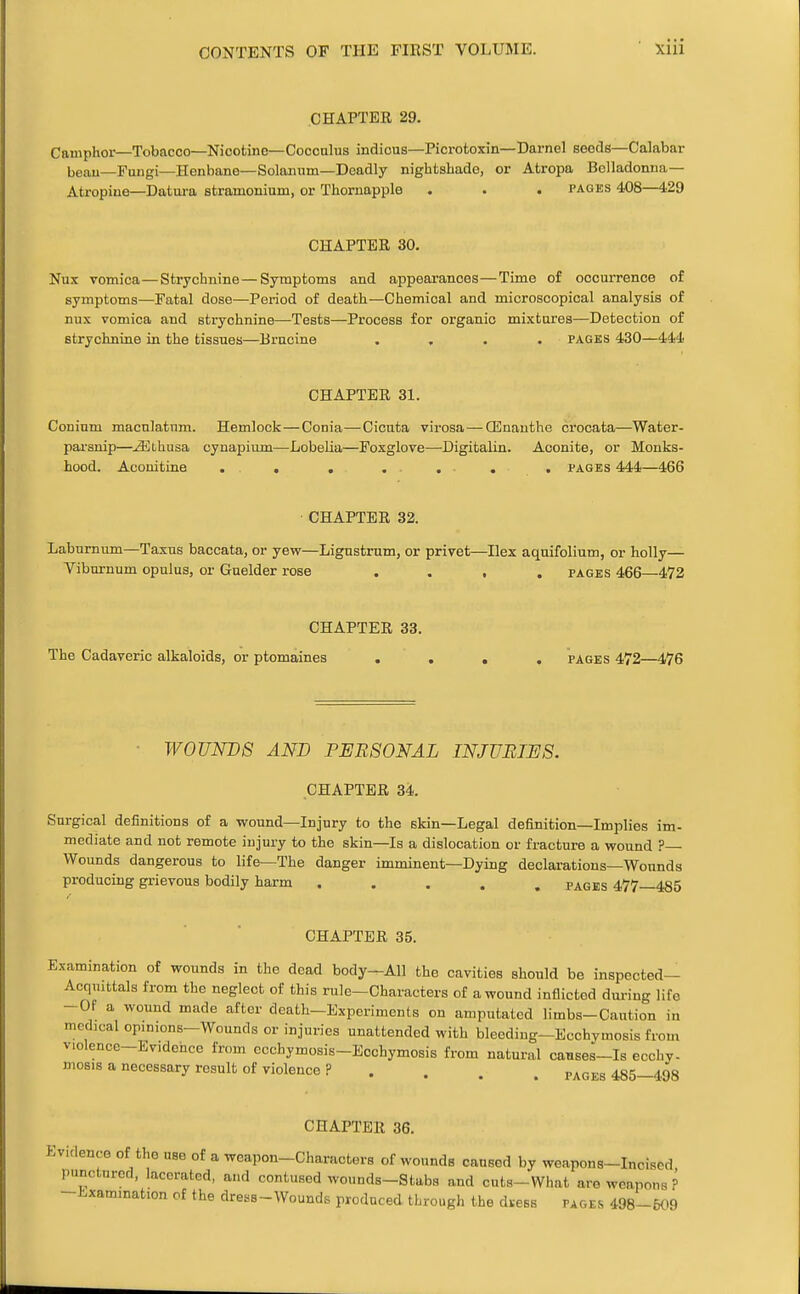 CONTENTS OF THE FIRST VOLUME. xiii
CHAPTER 29.
Camphor—Tobacco—Nicotine—Cocculus indicus—Picrotoxin—Darnel seeds—Calabar
bean—Fungi—Henbane—Solanum—Deadly nightshade, or Atropa Belladonna—
Atropine—Datura stramonium, or Thornapple . . . PAGES 408—429
CHAPTER 30.
Nux vomica—Strychnine—Symptoms and appearances—Time of occurrence of
symptoms—Fatal dose—Period of death—Chemical and microscopical analysis of
nux vomica and strychnine—Tests—Process for organic mixtures—Detection of
strychnine in the tissues—Brucine . . . . PAGES 430—444
CHAPTER 31.
Conium maculatum. Hemlock—Conia—Cicuta virosa—Œnanthe crocata—Water-
parsnip—Æthusa cynapium—Lobelia—Foxglove—Digitalin. Aconite, or Monks-
hood. Aconitine . . . . . . . PAGES 444—466
CHAPTER 32.
Laburnum—Taxus baccata, or yew—Ligustrum, or privet—Ilex aquifolium, or holly—
Viburnum opulus, or Guelder rose . . . . PAGES 466—472
CHAPTER 33.
The Cadaveric alkaloids, or ptomaines . . . . PAGES 472—476
WOUNDS AND PERSONAL INJURIES.
CHAPTER 34.
Surgical definitions of a wound—Injury to the skin—Legal definition—Implies im-
mediate and not remote injury to the skin—Is a dislocation or fracture a wound ?—
Wounds dangerous to life—The danger imminent—Dying declarations—Wounds
producing grievous bodily harm . . . . . PAGES 477—485
CHAPTER 35.
Examination of wounds in the dead body—All the cavities should be inspected—
Acquittals from the neglect of this rule—Characters of a wound inflicted during life
—Of a wound made after death—Experiments on amputated limbs—Caution in
medical opinions—Wounds or injuries unattended with bleeding—Ecchymosis from
violence—Evidence from ecchymosis—Ecchymosis from natural causes—Is ecchy-
mosis a necessary result of violence ? . . . . PAGES 485—498
CHAPTER 36.
Evidence of the use of a weapon—Characters of wounds caused by weapons—Incised,
punctured, lacerated, and contused wounds—Stabs and cuts—What are weapons ?
—Examination of the dress—Wounds produced through the dress PAGES 498—509